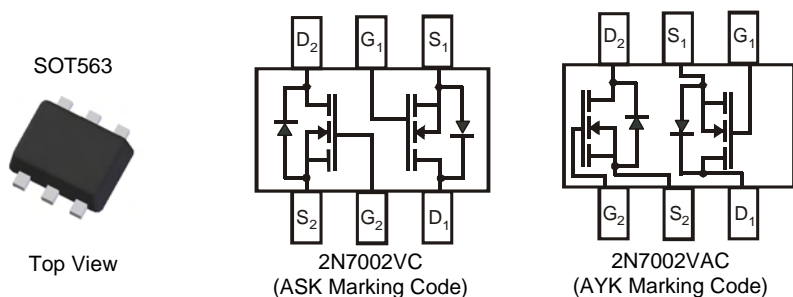 SOT563
Top View
D2 G1 S1
S2 G2 D1
2N7002VC
(ASK Marking Code)
D2 S1 G1
G2 S2 D1
2N7002VAC
(AYK Marking Code)